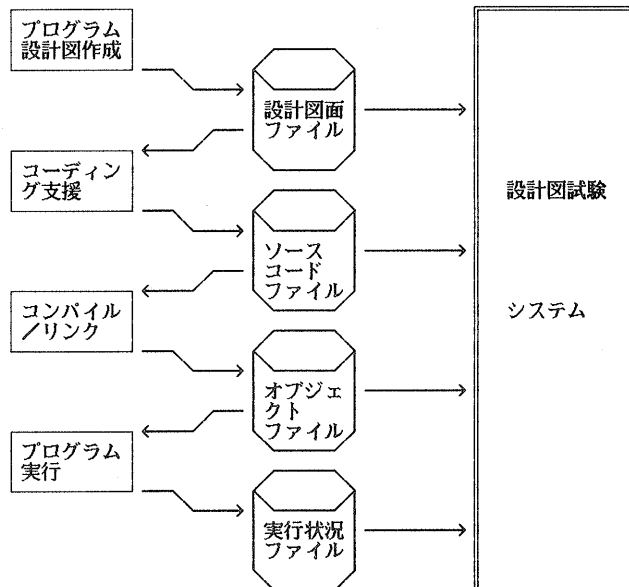 プログラム
設計図作成
設計図面
ファイル
コーディン
グ支援
設計図試験
ソース
コード
ファイル
コンパイル
／リンク
システム
オブジェ
クト
ファイル
プログラム
実行
実行状況
ファイル